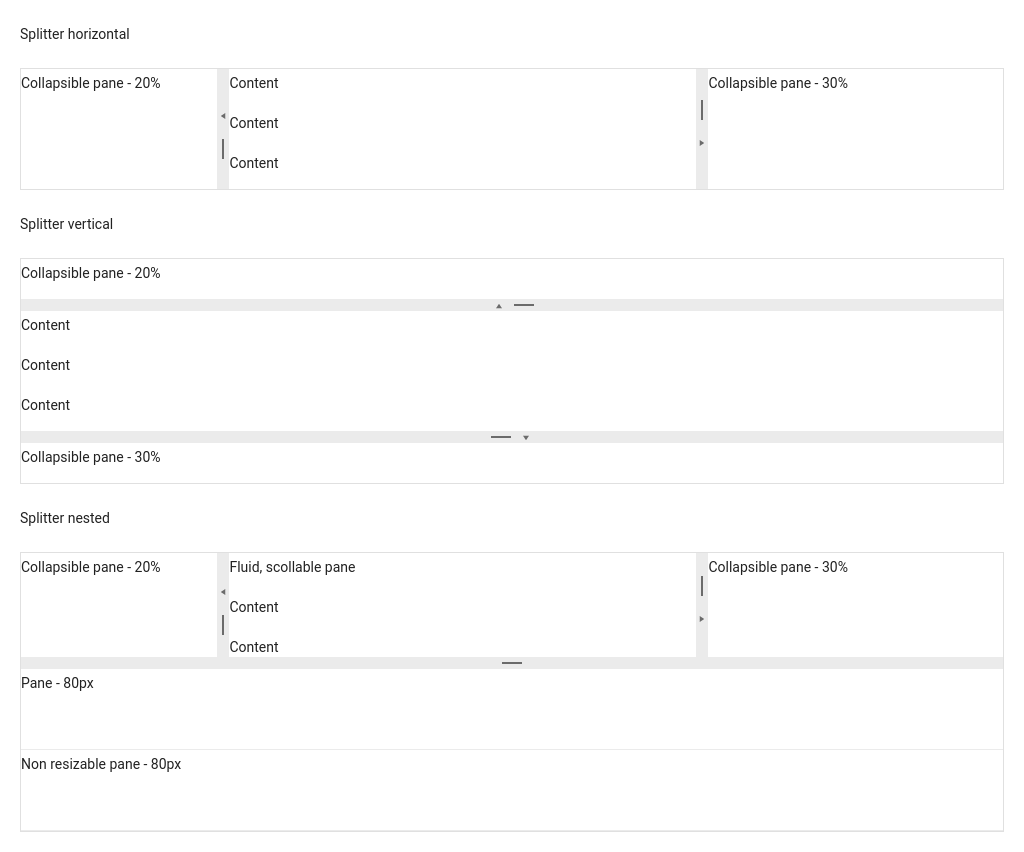 Splitter horizontal
Collapsible pane - 20%
Content
Content
Content
Collapsible pane - 30%
Splitter vertical
Collapsible pane - 20%
Content
Content
Content
Collapsible pane - 30%
Splitter nested
Collapsible pane - 20%
Fluid, scollable pane
Content
Content
Collapsible pane - 30%
Pane - 80px
Non resizable pane - 80px